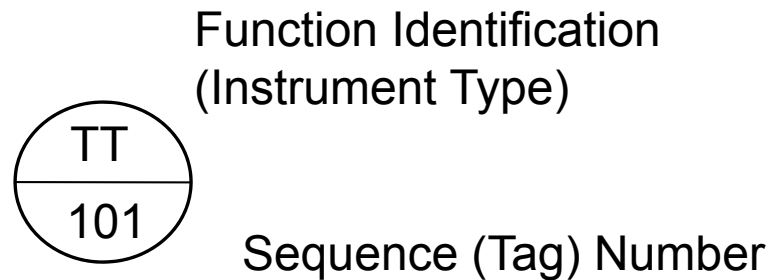 Function Identification
(Instrument Type)
TT
101
Sequence (Tag) Number